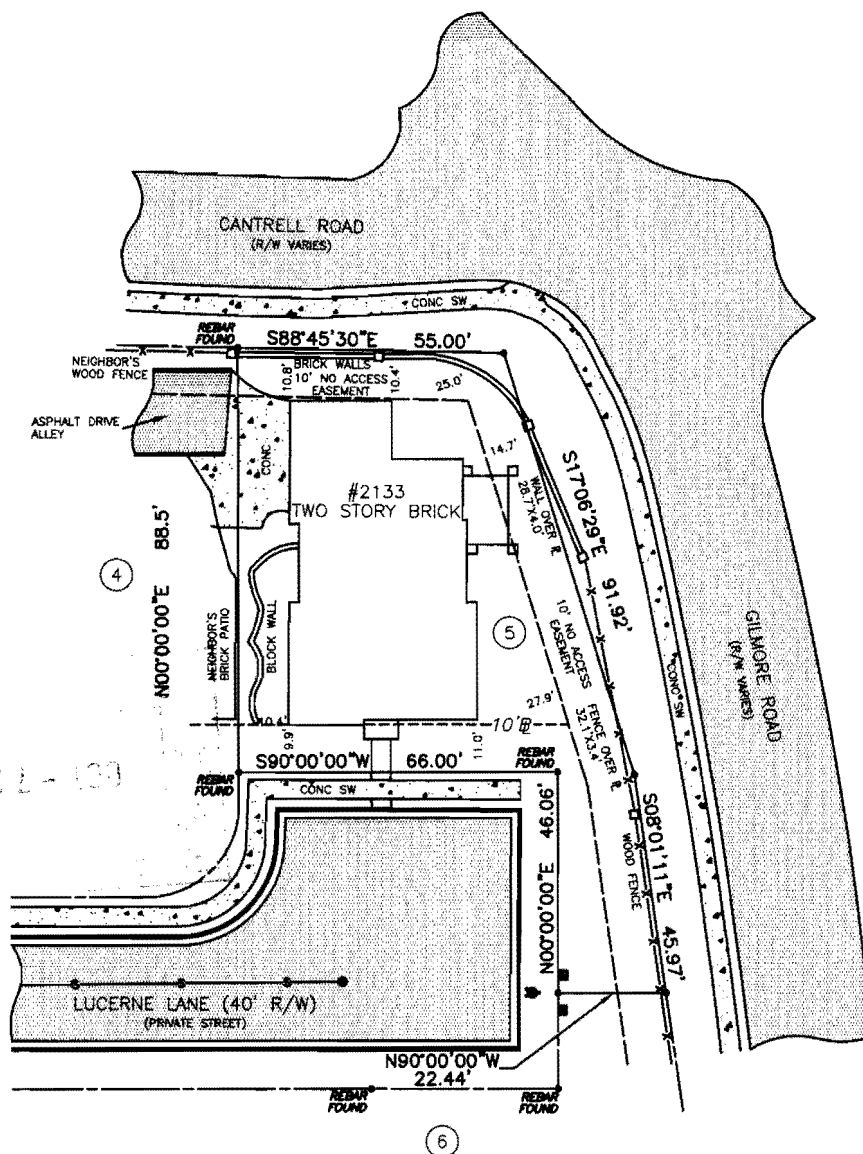 CANTRELL ROAD
(R/W VARIES)
CONC SW
REBAR
FOUND
S88°45'30"E 55.00'
NEIGHBOR'S
WOOD FENCE
BRICK WALLS
10' NO ACCESS
EASEMENT
10.8'
10.4'
25.0'
ASPHALT DRIVE
ALLEY
CONC
14.7'
#2133
TWO STORY BRICK
WALL OVER PL
28.7'X4.0'
S17°06'29"E 91.92'
N00°00'00"E 88.5'
4
NEIGHBOR'S
BRICK PATIO
BLOCK WALL
5
10' NO ACCESS
EASEMENT
GILMORE ROAD
(R/W VARIES)
CONC SW
27.9'
FENCE OVER PL
32.1'X3.4'
10.4'
10' BL
9.9'
11.0'
S90°00'00"W 66.00'
REBAR
FOUND
REBAR
FOUND
CONC SW
N00°00'00"E 46.06'
S08°01'11"E 45.97'
WOOD FENCE
S S S
LUCERNE LANE (40' R/W)
(PRIVATE STREET)
N90°00'00"W
22.44'
REBAR
FOUND
REBAR
FOUND
6